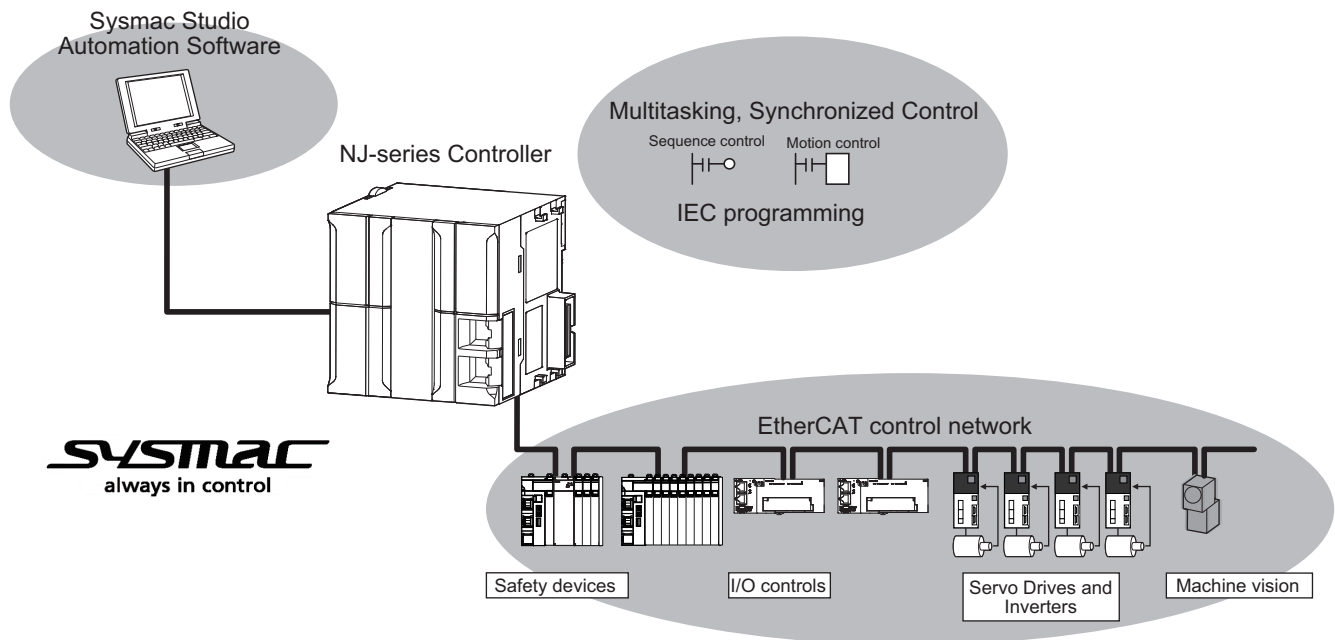 Sysmac Studio
Automation Software
NJ-series Controller
Multitasking, Synchronized Control
Sequence control
Motion control
IEC programming
sysmac
always in control
EtherCAT control network
Safety devices
I/O controls
Servo Drives and
Inverters
Machine vision